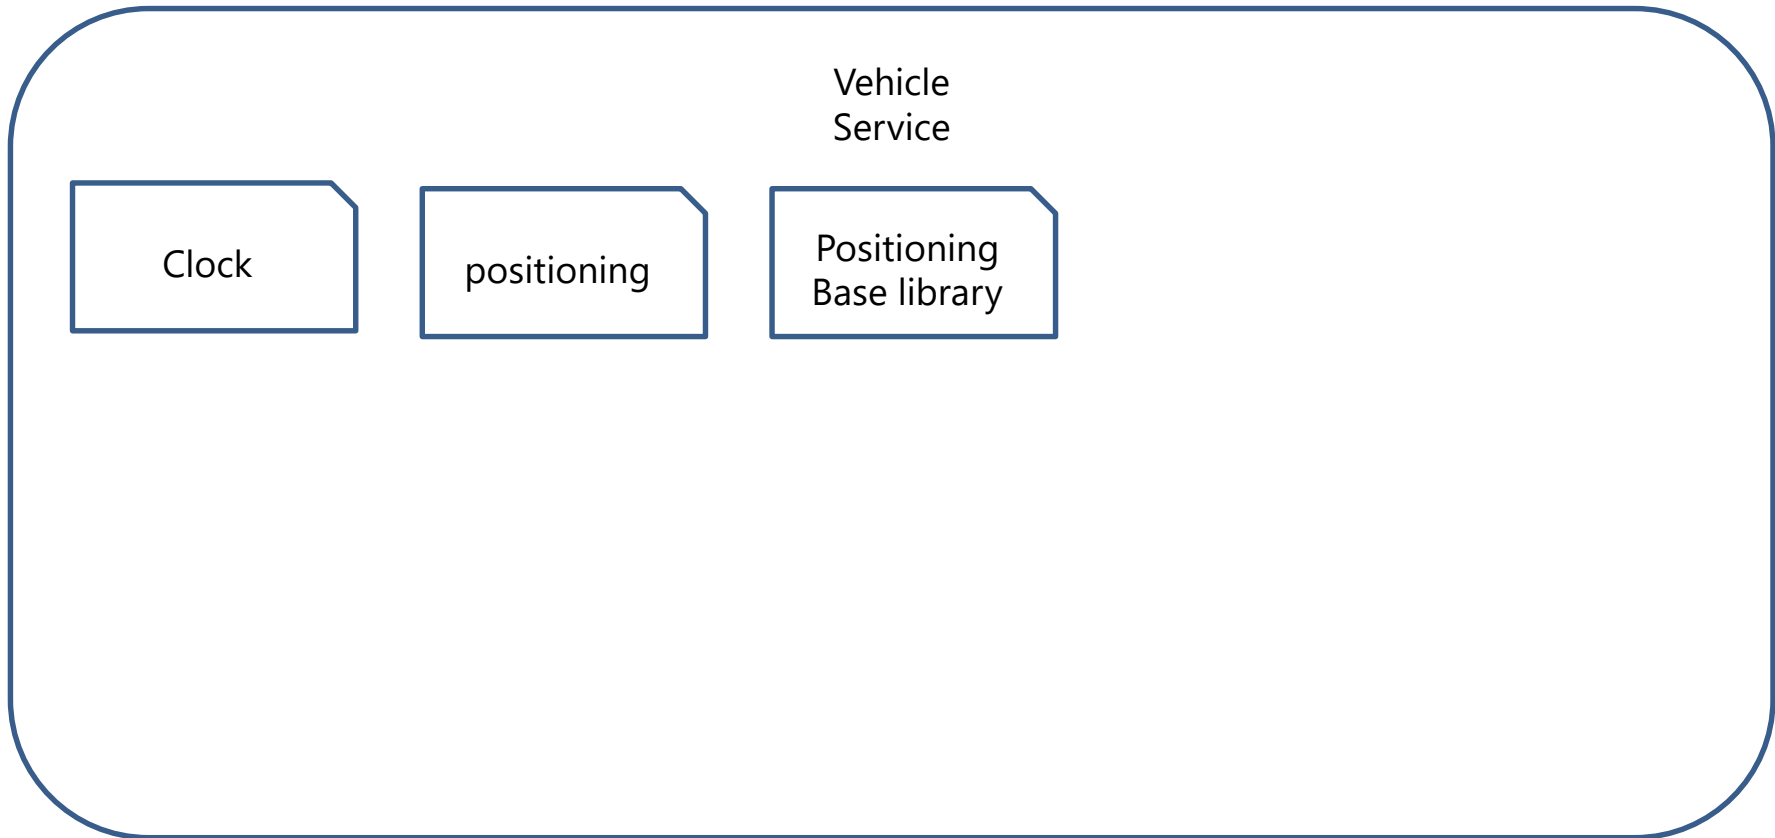 Vehicle
Service
Clock
positioning
Positioning
Base library